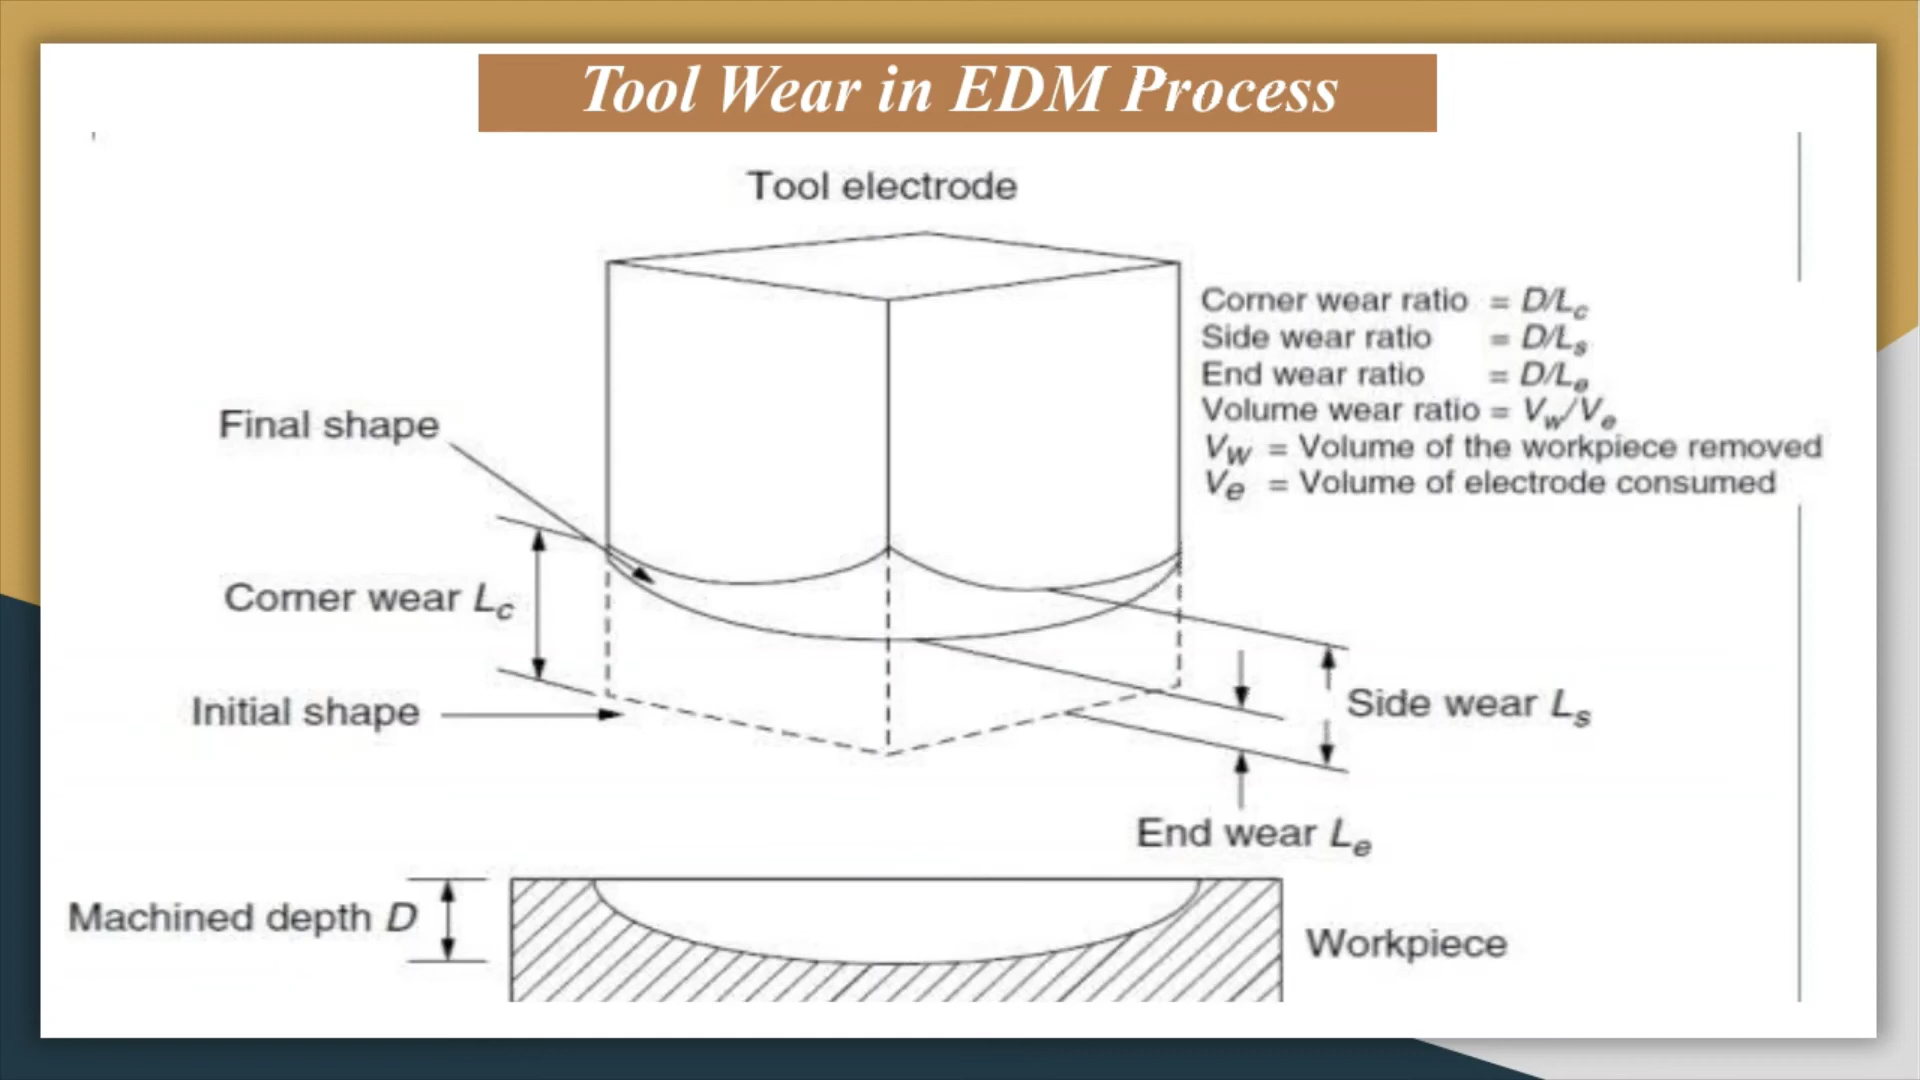 Tool Wear in EDM Process
Tool electrode
Corner wear ratio = D/Lc
Side wear ratio = D/Ls
End wear ratio = D/Le
Volume wear ratio = Vw/Ve
Vw = Volume of the workpiece removed
Ve = Volume of electrode consumed
Final shape
Corner wear Lc
Initial shape
Side wear Ls
End wear Le
Machined depth D
Workpiece